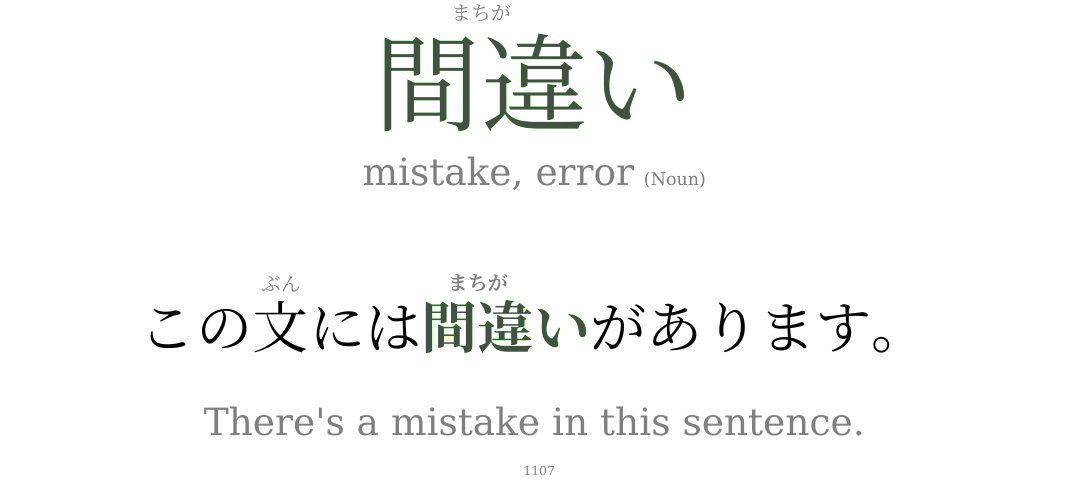 まちが
間違い
mistake, error (Noun)
ぶん まちが
この文には間違いがあります。
There's a mistake in this sentence.
1107